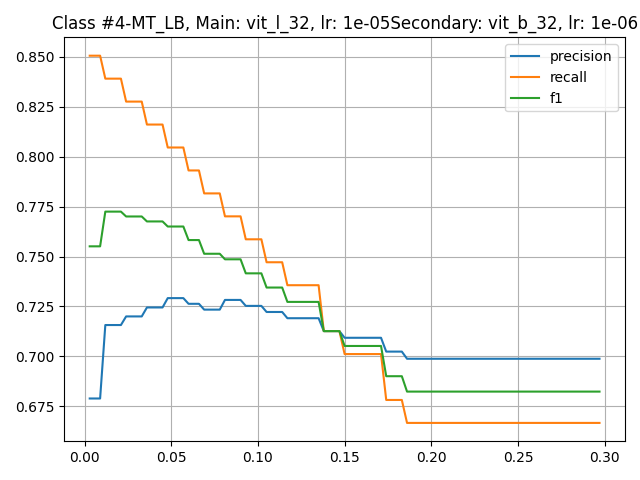 Class #4-MT_LB, Main: vit_l_32, lr: 1e-05Secondary: vit_b_32, lr: 1e-06
precision
recall
f1
0.850
0.825
0.800
0.775
0.750
0.725
0.700
0.675
0.00 0.05 0.10 0.15 0.20 0.25 0.30